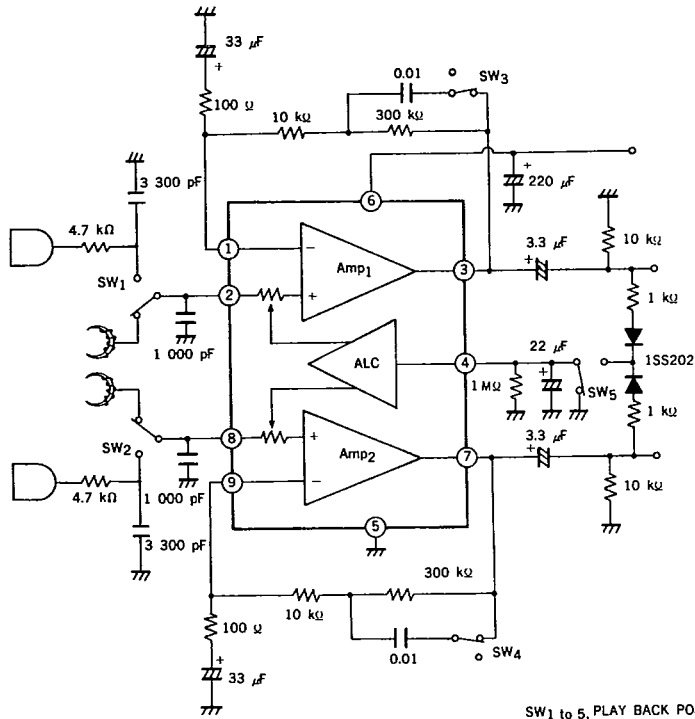 33 μF
+
100 Ω
10 kΩ
0.01
SW3
300 kΩ
+
220 μF
3 300 pF
4.7 kΩ
SW1
1 000 pF
6
1
−
Amp1
2
+
3
3.3 μF
+
10 kΩ
1 kΩ
ALC
4
1 MΩ
22 μF
+
SW5
1SS202
1 kΩ
SW2
8
+
Amp2
9
−
7
3.3 μF
+
10 kΩ
4.7 kΩ
1 000 pF
3 300 pF
5
300 kΩ
10 kΩ
100 Ω
0.01
SW4
+
33 μF
SW1 to 5, PLAY BACK PO